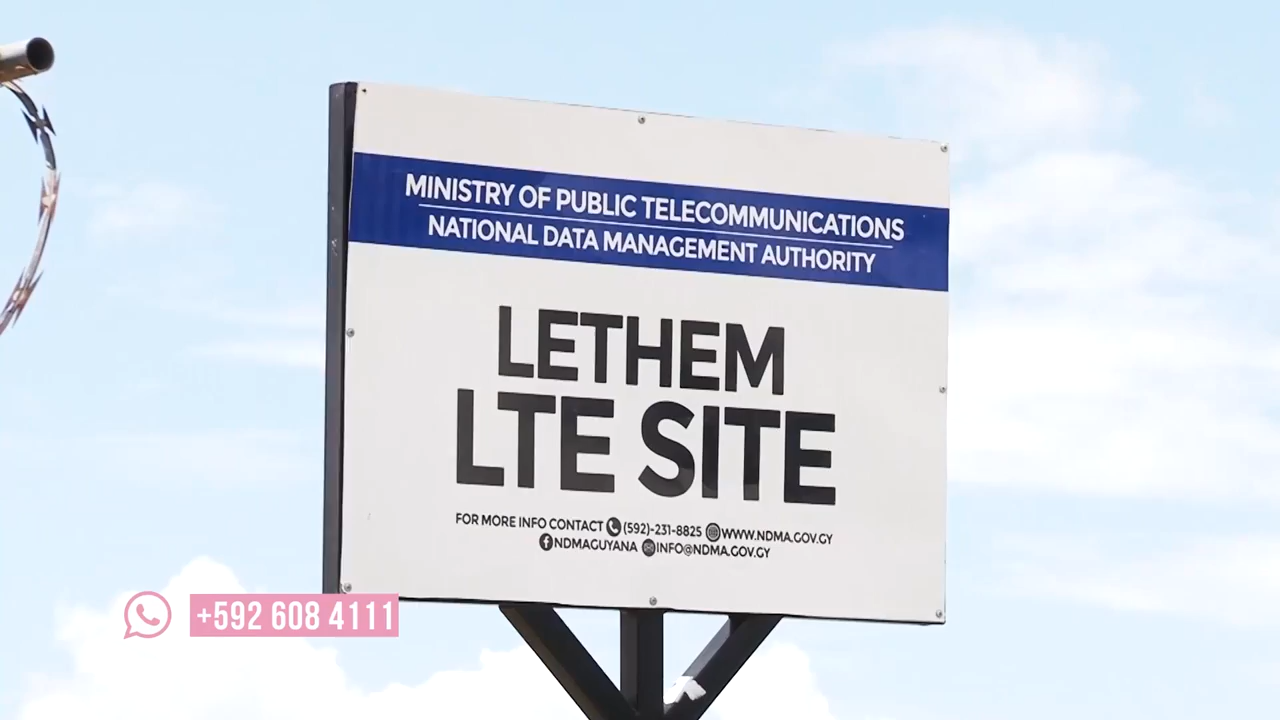 MINISTRY OF PUBLIC TELECOMMUNICATIONS
NATIONAL DATA MANAGEMENT AUTHORITY
LETHEM
LTE SITE
FOR MORE INFO CONTACT (592)-231-8825 WWW.NDMA.GOV.GY
NDMAGUYANA INFO@NDMA.GOV.GY
+592 608 4111